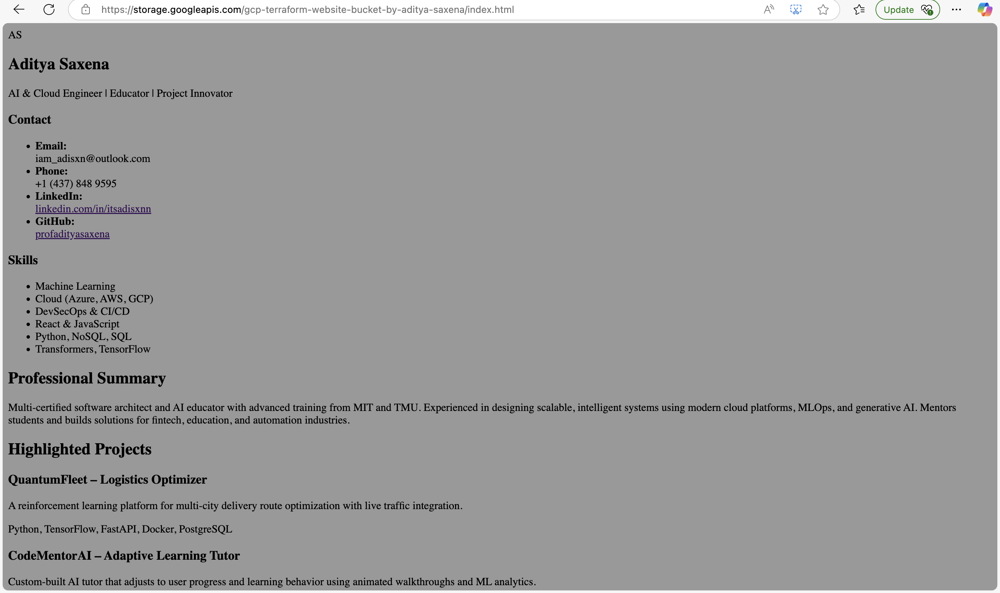 https://storage.googleapis.com/gcp-terraform-website-bucket-by-aditya-saxena/index.html
Update
AS
Aditya Saxena
AI & Cloud Engineer | Educator | Project Innovator
Contact
• Email:
iam_adisxn@outlook.com
• Phone:
+1 (437) 848 9595
• LinkedIn:
linkedin.com/in/itsadisxnn
• GitHub:
profadityasaxena
Skills
• Machine Learning
• Cloud (Azure, AWS, GCP)
• DevSecOps & CI/CD
• React & JavaScript
• Python, NoSQL, SQL
• Transformers, TensorFlow
Professional Summary
Multi-certified software architect and AI educator with advanced training from MIT and TMU. Experienced in designing scalable, intelligent systems using modern cloud platforms, MLOps, and generative AI. Mentors
students and builds solutions for fintech, education, and automation industries.
Highlighted Projects
QuantumFleet – Logistics Optimizer
A reinforcement learning platform for multi-city delivery route optimization with live traffic integration.
Python, TensorFlow, FastAPI, Docker, PostgreSQL
CodeMentorAI – Adaptive Learning Tutor
Custom-built AI tutor that adjusts to user progress and learning behavior using animated walkthroughs and ML analytics.